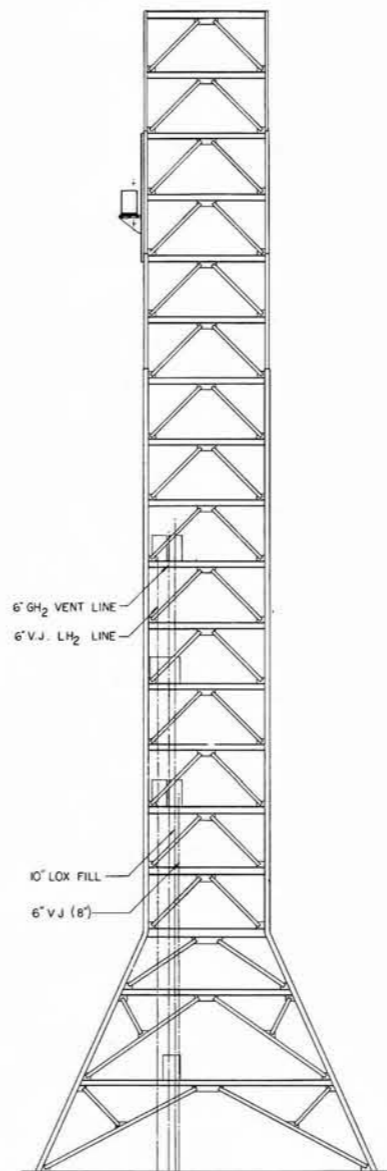 6" GH₂ VENT LINE
6" V.J. LH₂ LINE
10" LOX FILL
6" V J (8")